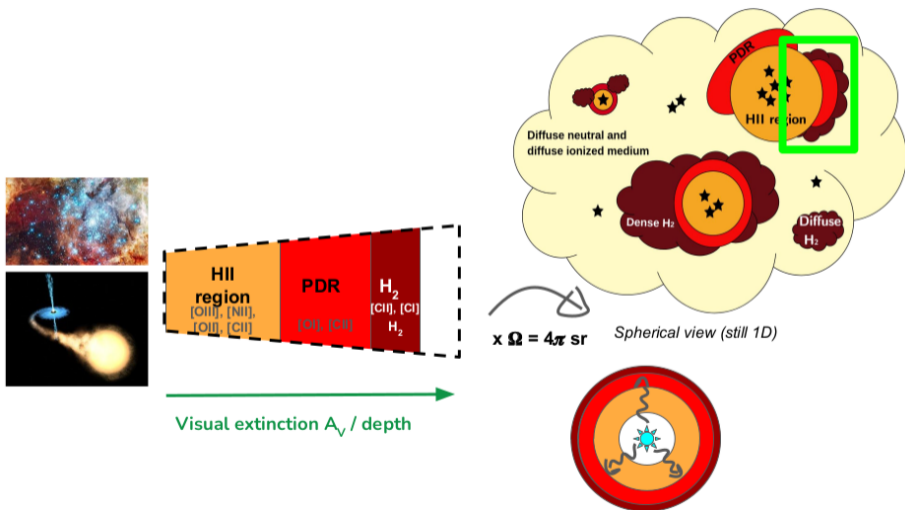 PDR
HII region
Diffuse neutral and
diffuse ionized medium
Dense H₂
Diffuse
H₂
HII
region
[OIII], [NII],
[OII], [CII]
PDR
[OI], [CII]
H₂
[CII], [CI]
H₂
x Ω = 4π sr
Spherical view (still 1D)
Visual extinction Aᵥ / depth